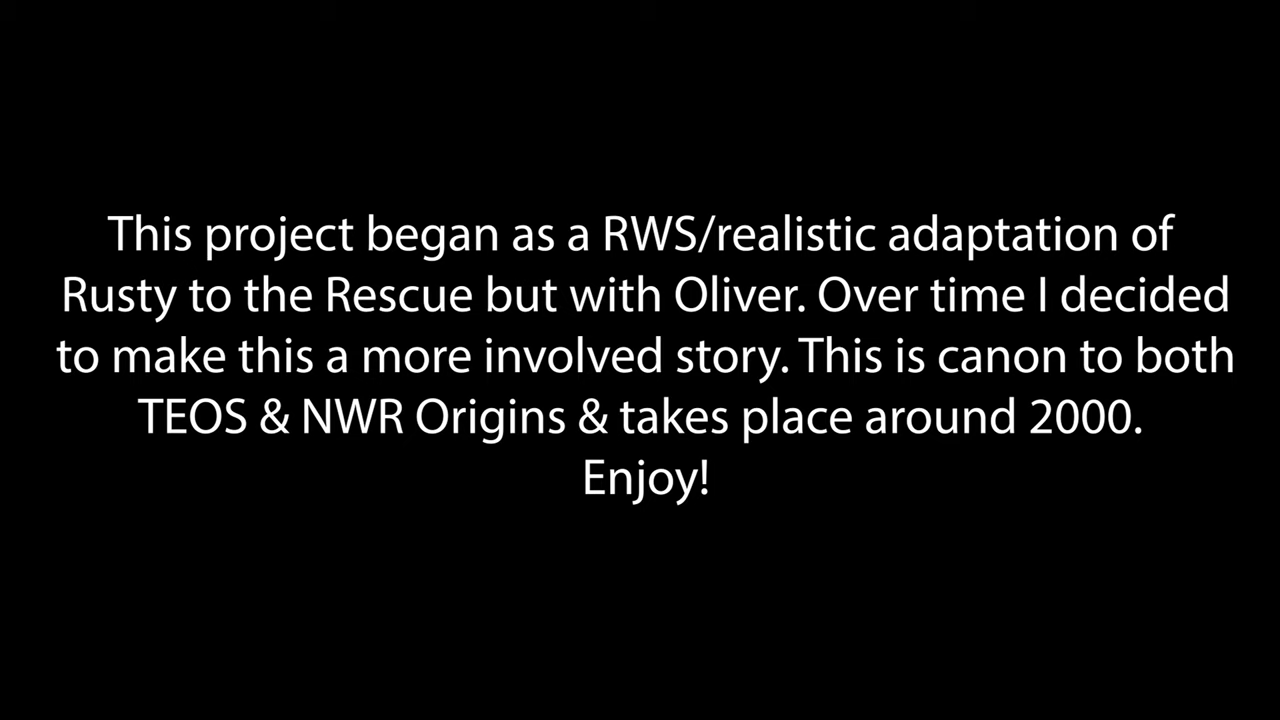 This project began as a RWS/realistic adaptation of
Rusty to the Rescue but with Oliver. Over time I decided
to make this a more involved story. This is canon to both
TEOS & NWR Origins & takes place around 2000.
Enjoy!